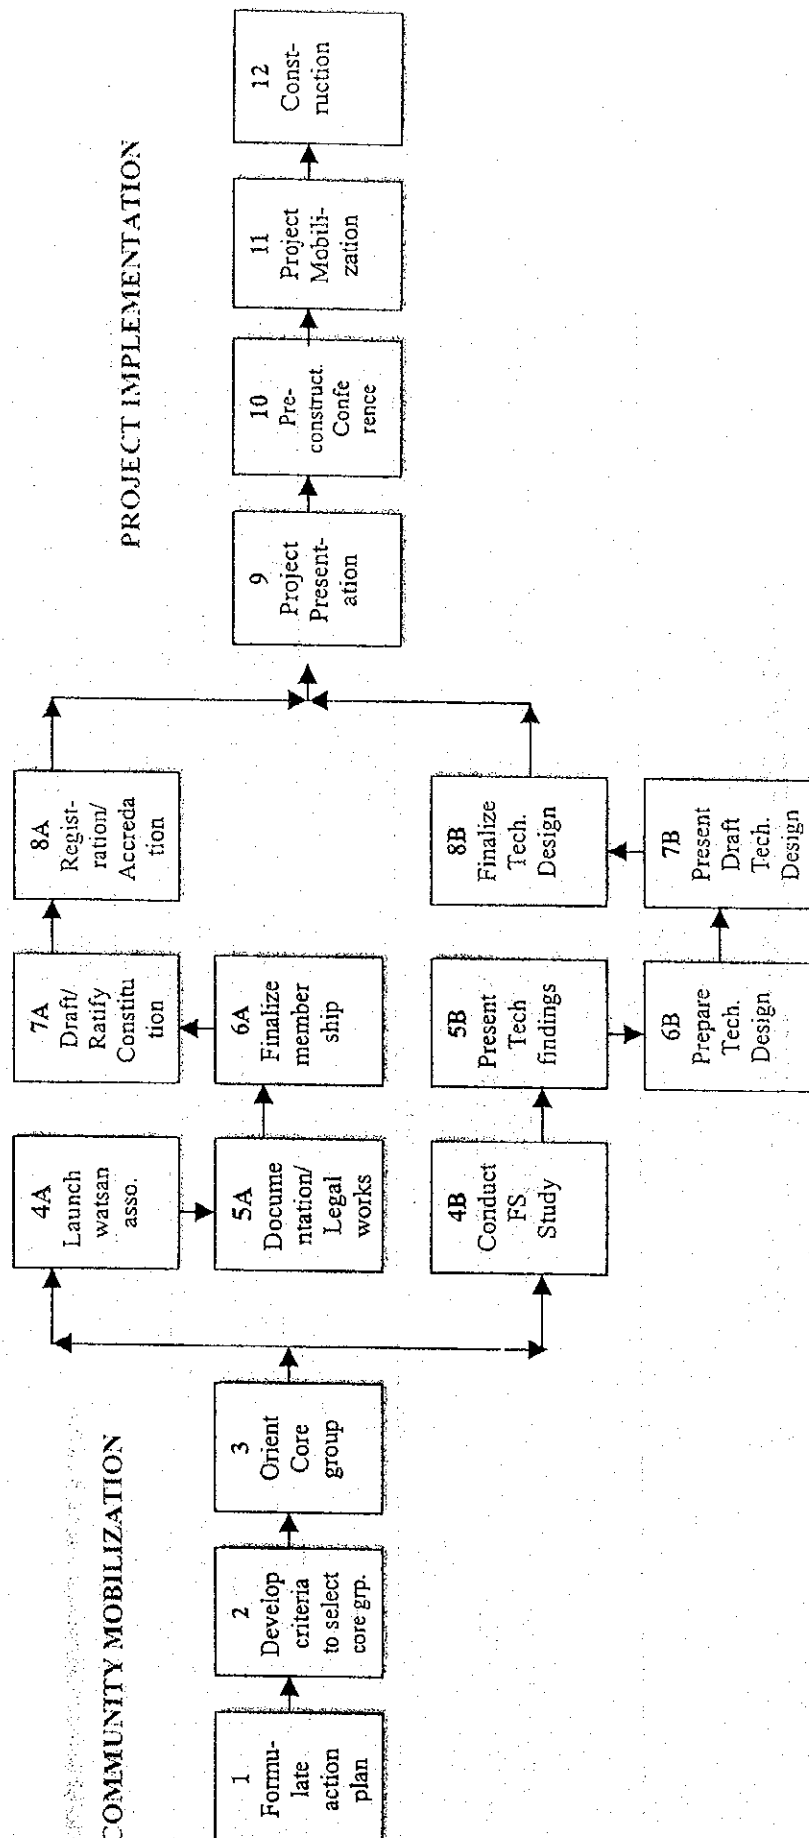 COMMUNITY MOBILIZATION
PROJECT IMPLEMENTATION
1
Formu-
late
action
plan
2
Develop
criteria
to select
core grp.
3
Orient
Core
group
4A
Launch
watsan
asso.
5A
Docume
ntation/
Legal
works
6A
Finalize
member
ship
7A
Draft/
Ratify
Constitu
tion
8A
Regist-
ration/
Accreda
tion
4B
Conduct
FS
Study
5B
Present
Tech
findings
6B
Prepare
Tech.
Design
7B
Present
Draft
Tech.
Design
8B
Finalize
Tech.
Design
9
Project
Present-
ation
10
Pre-
construct.
Confe
rence
11
Project
Mobili-
zation
12
Const-
ruction